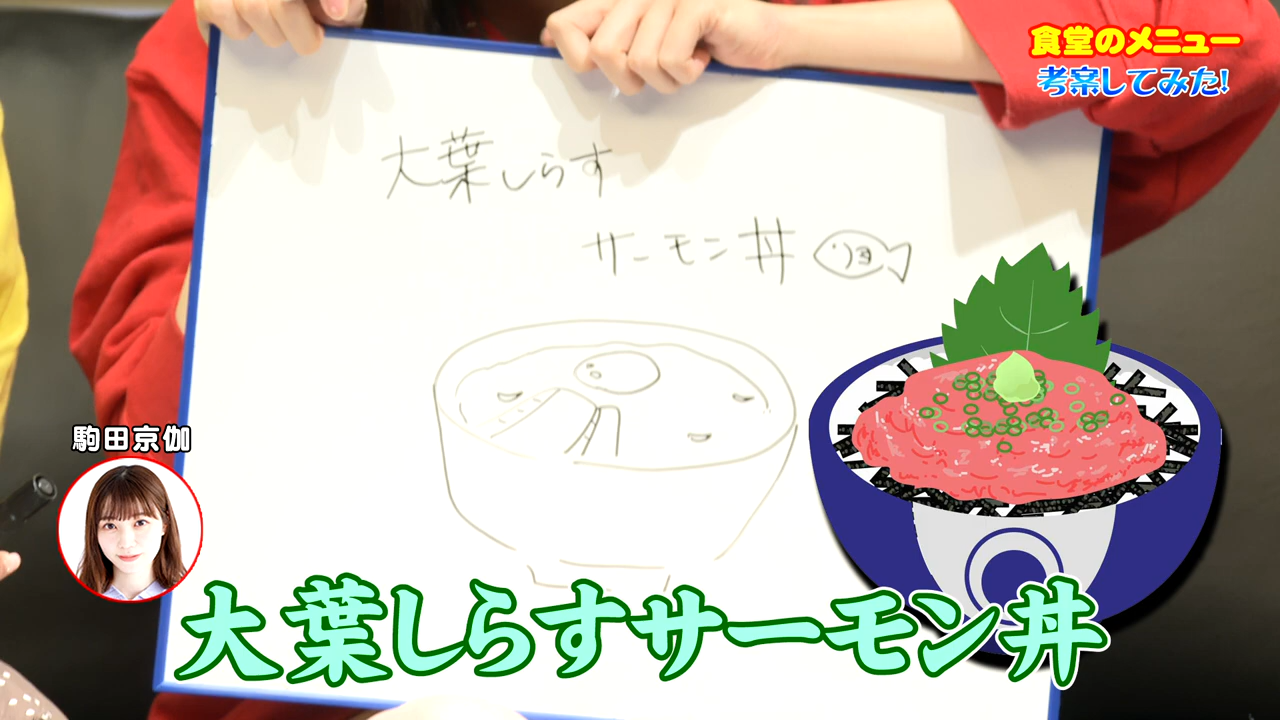 食堂のメニュー
考案してみた!
大葉しらす
サーモン丼
駒田京伽
大葉しらすサーモン丼